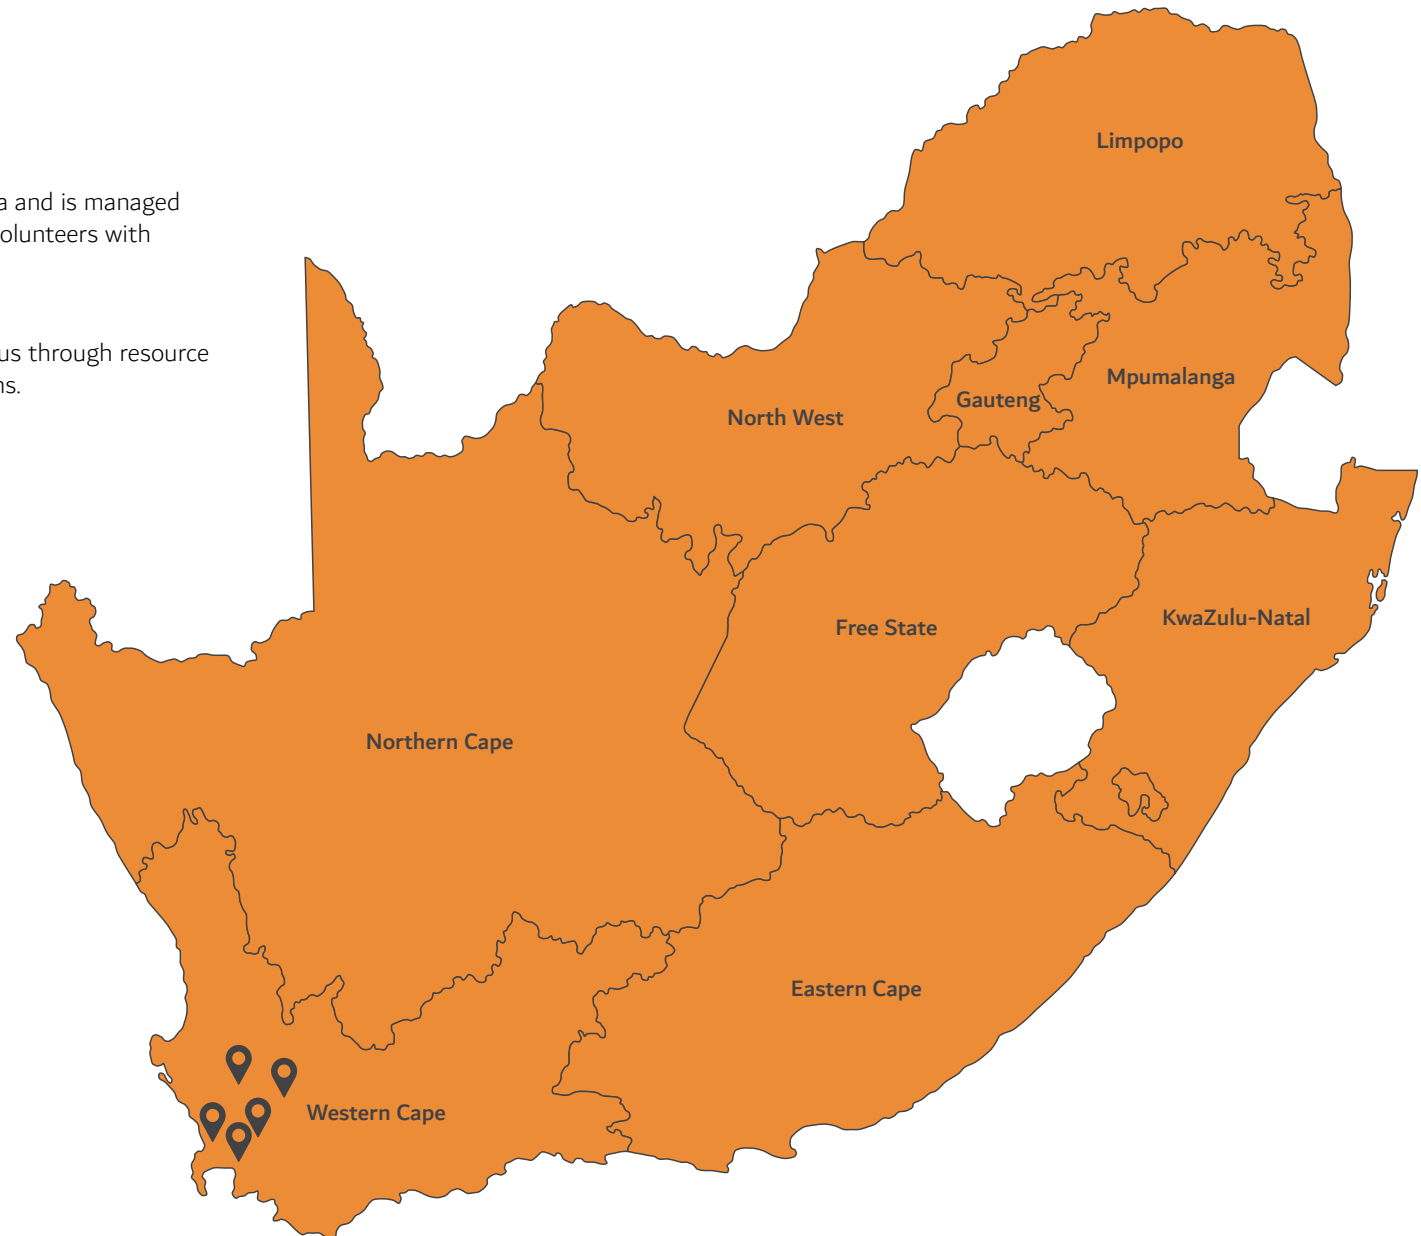 a and is managed
olunteers with
us through resource
ns.
Limpopo
Mpumalanga
Gauteng
North West
Free State
KwaZulu-Natal
Northern Cape
Eastern Cape
Western Cape